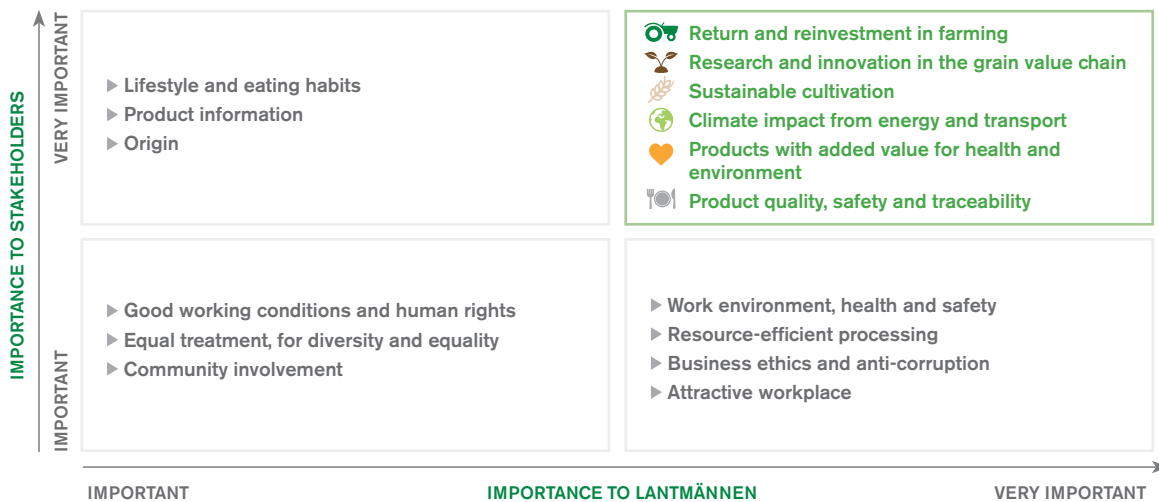 IMPORTANCE TO STAKEHOLDERS
VERY IMPORTANT
IMPORTANT
Lifestyle and eating habits
Product information
Origin
Return and reinvestment in farming
Research and innovation in the grain value chain
Sustainable cultivation
Climate impact from energy and transport
Products with added value for health and
environment
Product quality, safety and traceability
Good working conditions and human rights
Equal treatment, for diversity and equality
Community involvement
Work environment, health and safety
Resource-efficient processing
Business ethics and anti-corruption
Attractive workplace
IMPORTANT
IMPORTANCE TO LANTMÄNNEN
VERY IMPORTANT